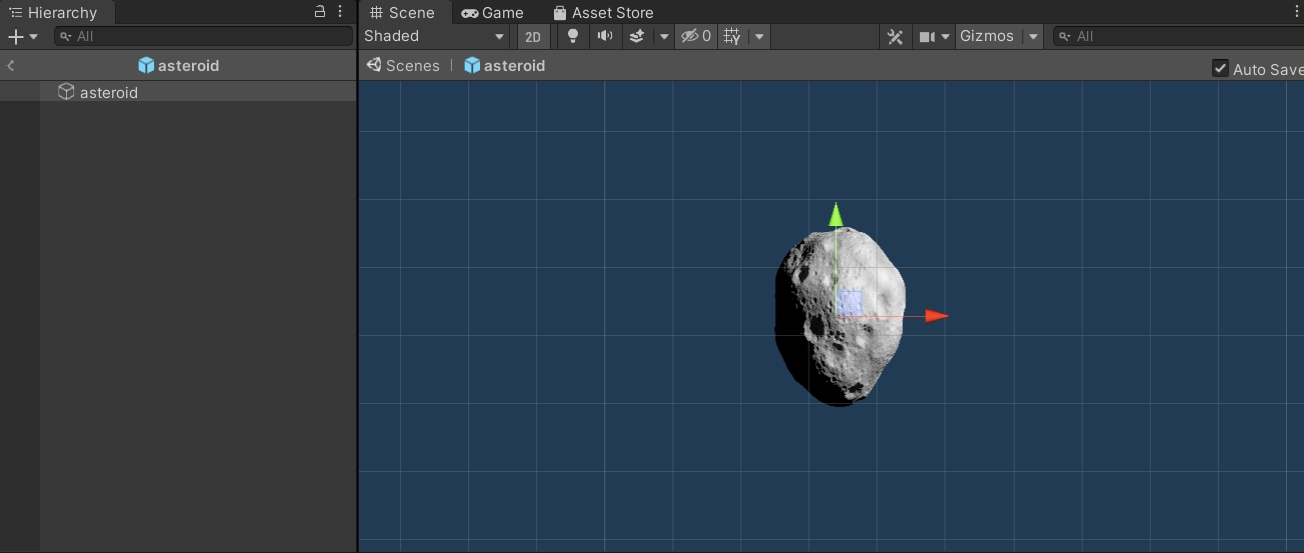 Hierarchy
All
asteroid
asteroid
Scene Game Asset Store
Shaded 2D 0 Gizmos All
Scenes | asteroid Auto Save